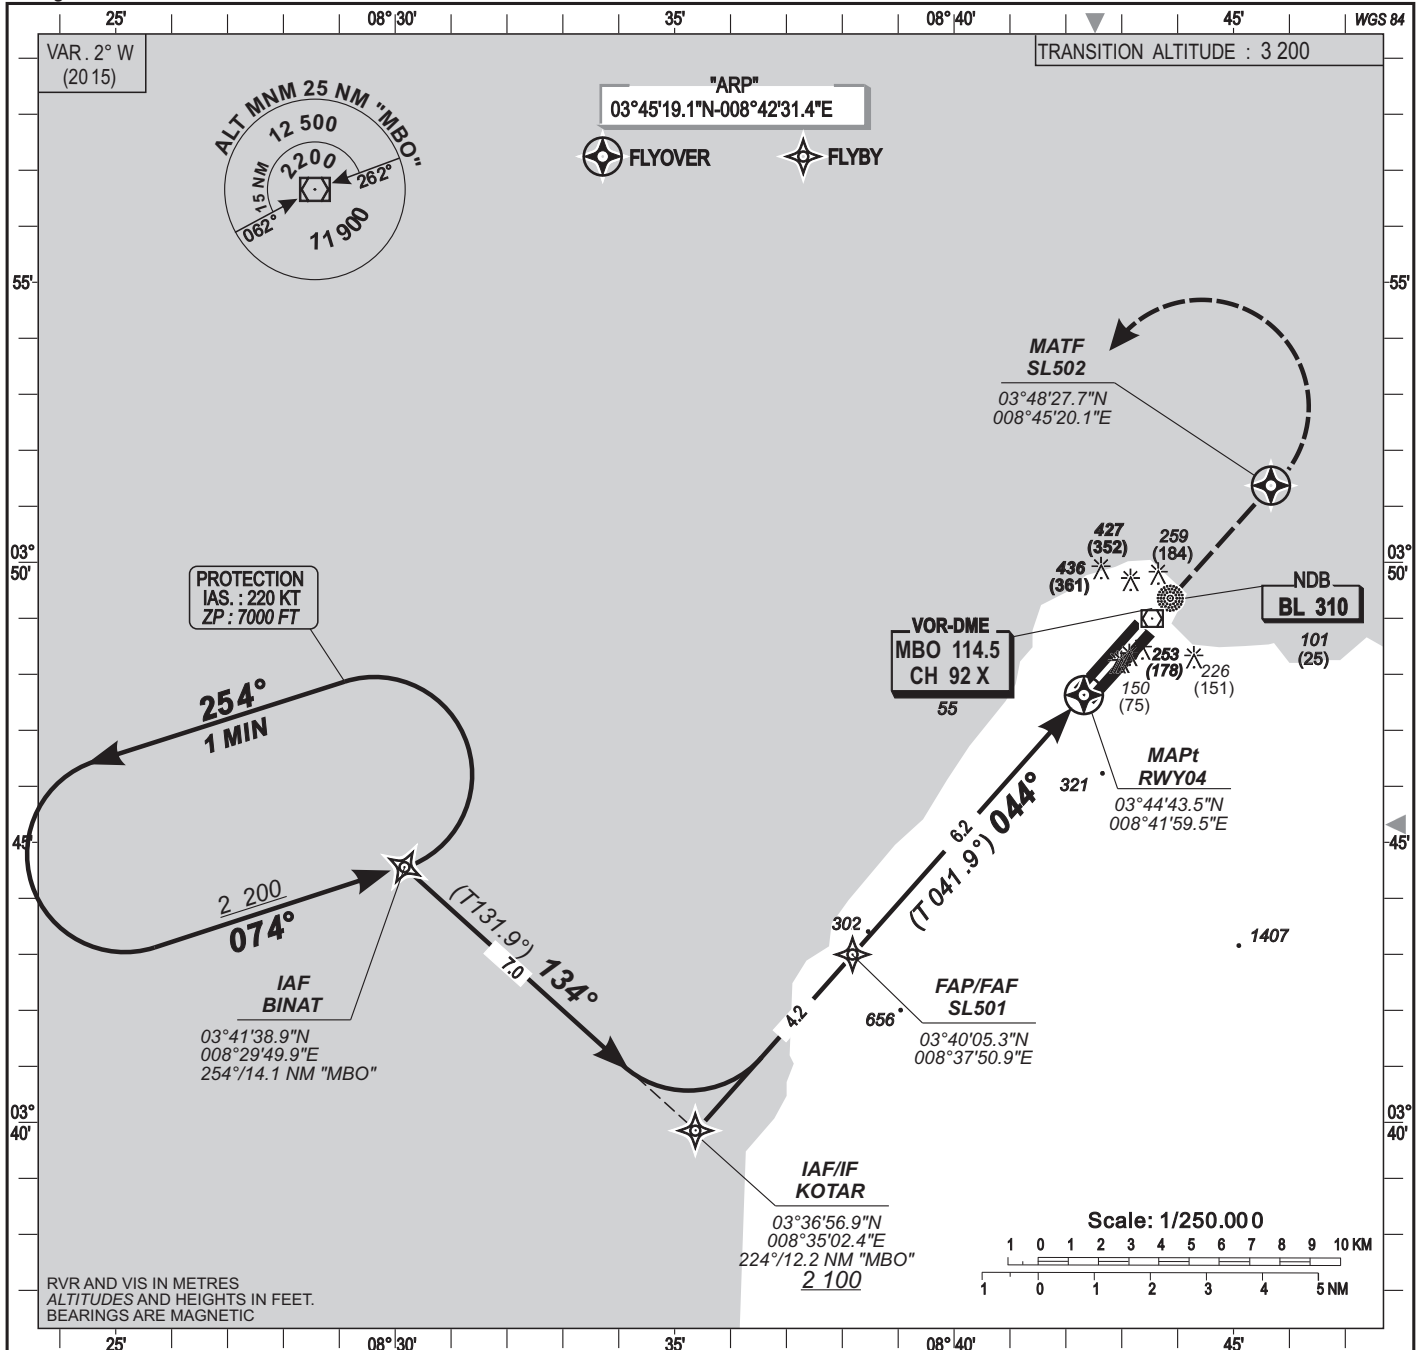 25' 08°30' 35' 08°40' 45' WGS 84
VAR. 2° W
(2015)
TRANSITION ALTITUDE : 3 200
ALT MNM 25 NM "MBO"
12 500
2200
15 NM
262°
062°
11 900
"ARP"
03°45'19.1"N-008°42'31.4"E
FLYOVER
FLYBY
55'
55'
MATF
SL502
03°48'27.7"N
008°45'20.1"E
03°
50'
03°
50'
427
(352)
259
(184)
436
(361)
NDB
BL 310
101
(25)
PROTECTION
IAS. : 220 KT
ZP : 7000 FT
VOR-DME
MBO 114.5
CH 92 X
55
253
(178)
226
(151)
150
(75)
254°
1 MIN
MAPt
RWY04
03°44'43.5"N
008°41'59.5"E
321
45'
45'
6.2
(T 041.9°) 044°
2 200
074°
(T131.9°) 134°
7.0
302
1407
IAF
BINAT
03°41'38.9"N
008°29'49.9"E
254°/14.1 NM "MBO"
4.2
656
FAP/FAF
SL501
03°40'05.3"N
008°37'50.9"E
03°
40'
03°
40'
IAF/IF
KOTAR
03°36'56.9"N
008°35'02.4"E
224°/12.2 NM "MBO"
2 100
Scale: 1/250.000
1 0 1 2 3 4 5 6 7 8 9 10 KM
1 0 1 2 3 4 5 NM
RVR AND VIS IN METRES
ALTITUDES AND HEIGHTS IN FEET.
BEARINGS ARE MAGNETIC
25' 08°30' 35' 08°40' 45'